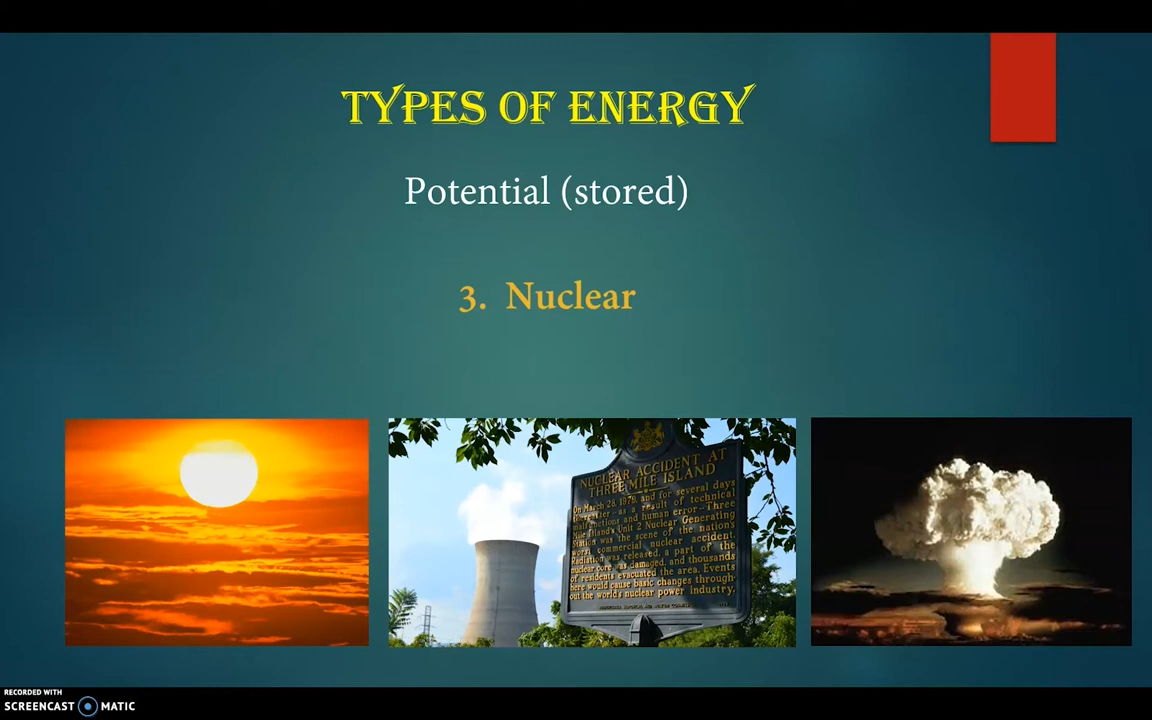 TYPES OF ENERGY
Potential (stored)
3. Nuclear
NUCLEAR ACCIDENT AT
THREE MILE ISLAND
On March 28, 1979, and for several days
thereafter—as a result of technical
malfunctions and human error—Three
Mile Island's Unit 2 Nuclear Generating
Station was the scene of the nation's
worst commercial nuclear accident.
Radiation was released, a part of the
nuclear core was damaged, and thousands
of residents evacuated the area. Events
here would cause basic changes through-
out the world's nuclear power industry.
RECORDED WITH
SCREENCAST MATIC